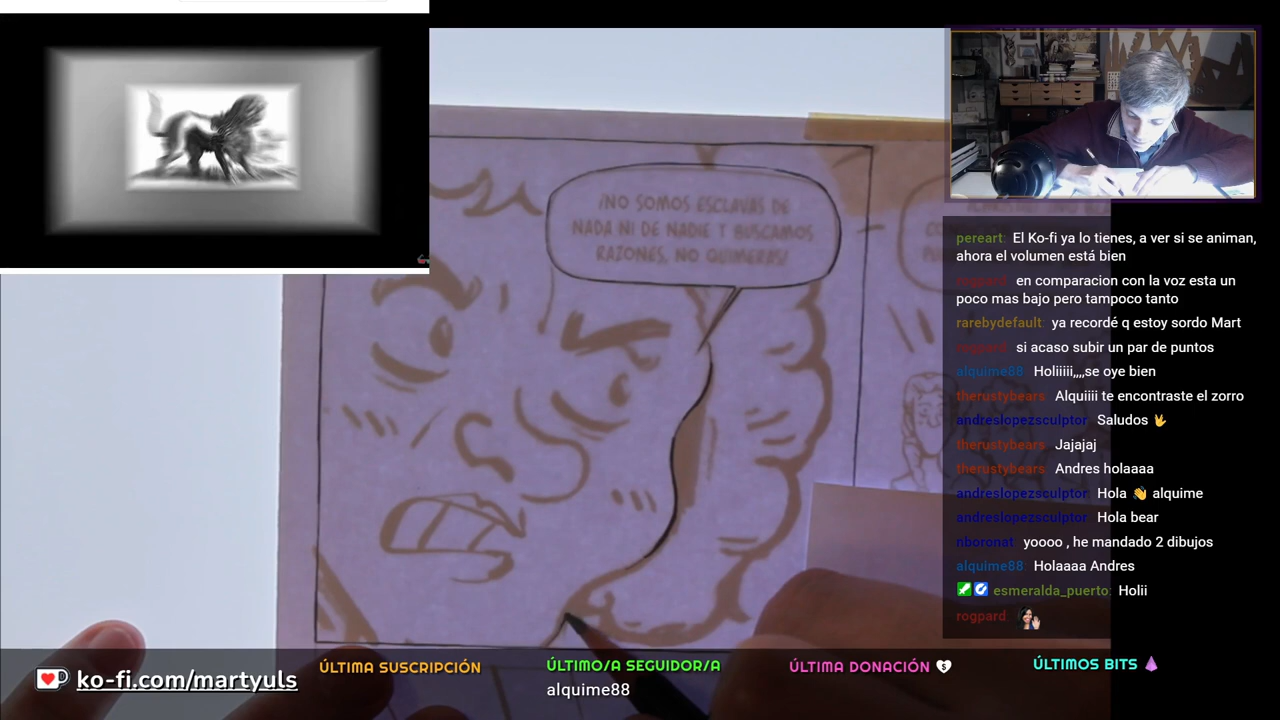 ¡NO SOMOS ESCLAVAS DE
NADA NI DE NADIE Y BUSCAMOS
RAZONES, NO QUIMERAS!
pereart: El Ko-fi ya lo tienes, a ver si se animan,
ahora el volumen está bien
rogpard: en comparacion con la voz esta un
poco mas bajo pero tampoco tanto
rarebydefault: ya recordé q estoy sordo Mart
rogpard: si acaso subir un par de puntos
alquime88: Holiiiii,,,,se oye bien
therustybears: Alquiiii te encontraste el zorro
andreslopezsculptor: Saludos 🖖
therustybears: Jajajaj
therustybears: Andres holaaaa
andreslopezsculptor: Hola 👋 alquime
andreslopezsculptor: Hola bear
nboronat: yoooo , he mandado 2 dibujos
alquime88: Holaaaa Andres
esmeralda_puerto: Holii
rogpard:
ko-fi.com/martyuls
ÚLTIMA SUSCRIPCIÓN
ÚLTIMO/A SEGUIDOR/A
alquime88
ÚLTIMA DONACIÓN
ÚLTIMOS BITS